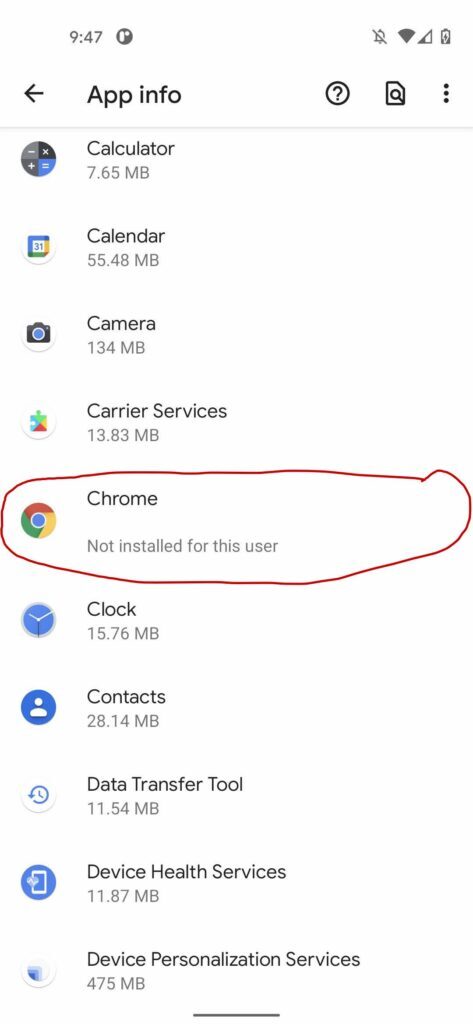 9:47
App info
Calculator
7.65 MB
Calendar
31
55.48 MB
Camera
134 MB
Carrier Services
13.83 MB
Chrome
Not installed for this user
Clock
15.76 MB
Contacts
28.14 MB
Data Transfer Tool
11.54 MB
Device Health Services
11.87 MB
Device Personalization Services
475 MB